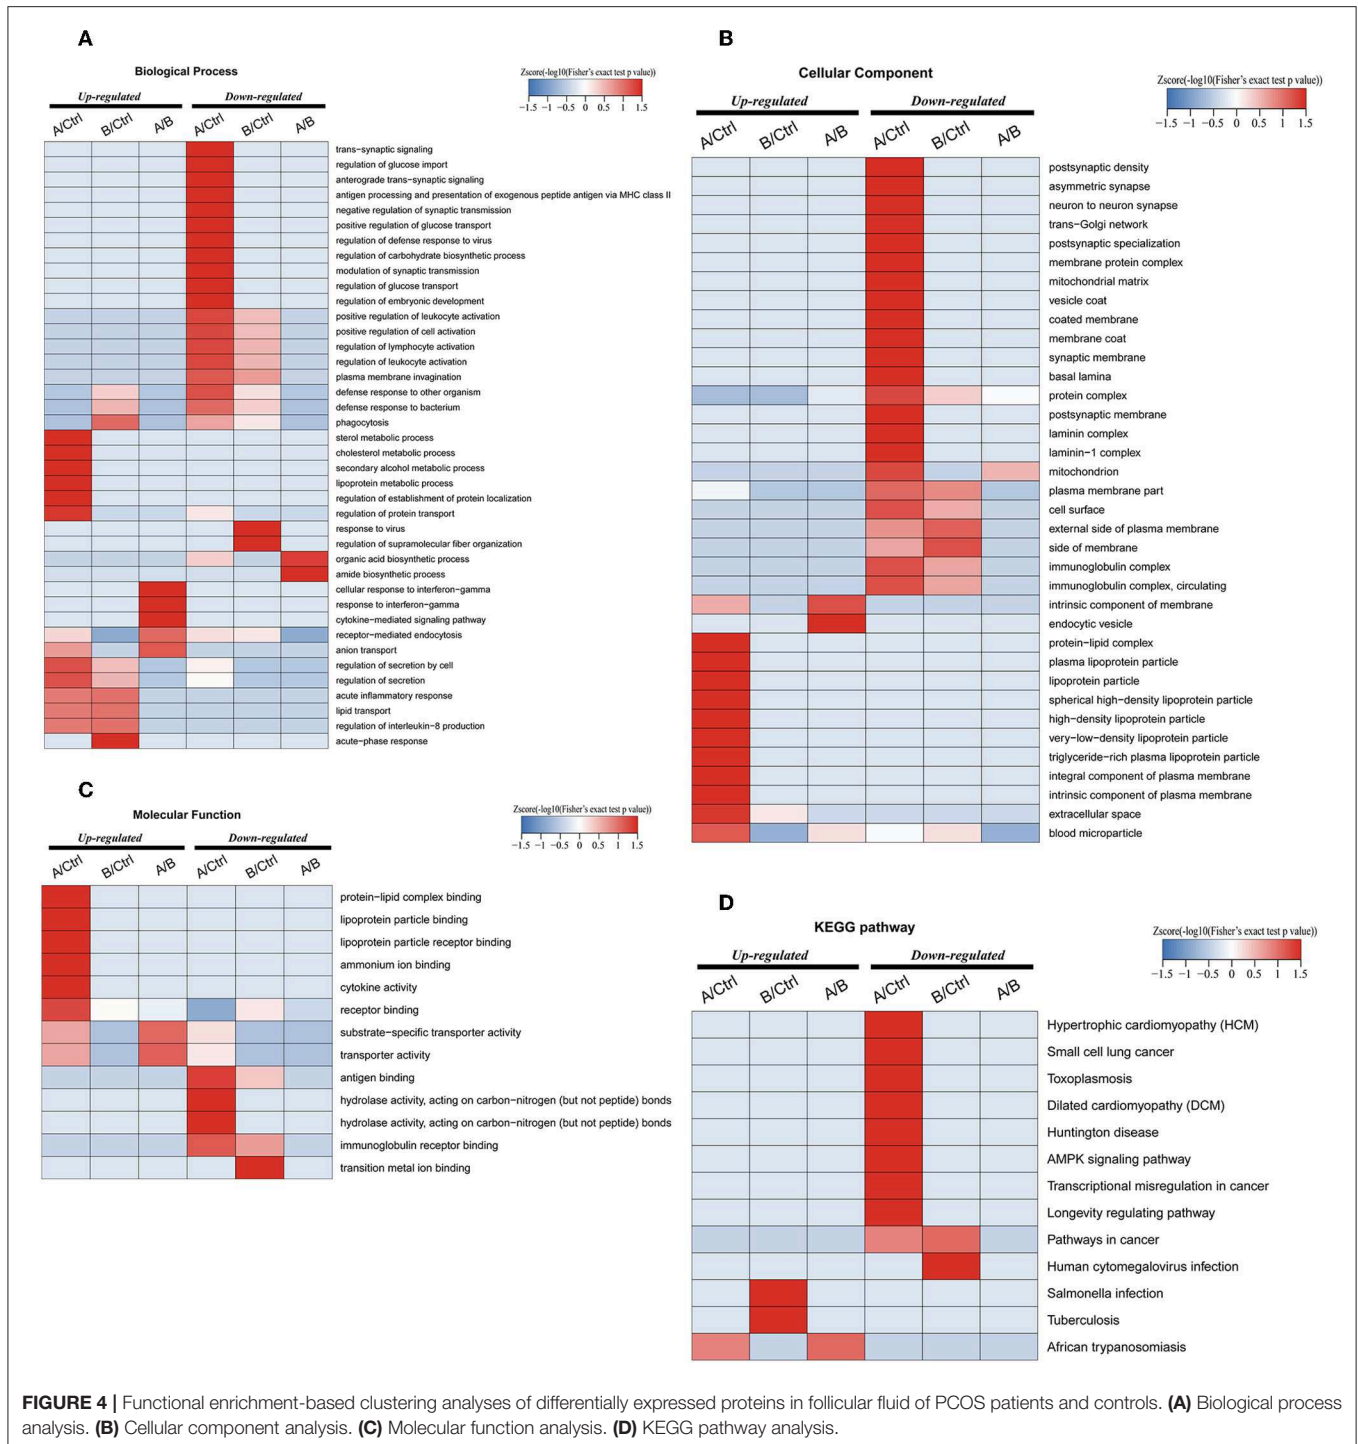 A
Biological Process
Zscore(-log10(Fisher's exact test p value))
−1.5 −1 −0.5 0 0.5 1 1.5
Up-regulated Down-regulated
A/Ctrl B/Ctrl A/B A/Ctrl B/Ctrl A/B
trans−synaptic signaling
regulation of glucose import
anterograde trans−synaptic signaling
antigen processing and presentation of exogenous peptide antigen via MHC class II
negative regulation of synaptic transmission
positive regulation of glucose transport
regulation of defense response to virus
regulation of carbohydrate biosynthetic process
modulation of synaptic transmission
regulation of glucose transport
regulation of embryonic development
positive regulation of leukocyte activation
positive regulation of cell activation
regulation of lymphocyte activation
regulation of leukocyte activation
plasma membrane invagination
defense response to other organism
defense response to bacterium
phagocytosis
sterol metabolic process
cholesterol metabolic process
secondary alcohol metabolic process
lipoprotein metabolic process
regulation of establishment of protein localization
regulation of protein transport
response to virus
regulation of supramolecular fiber organization
organic acid biosynthetic process
amide biosynthetic process
cellular response to interferon−gamma
response to interferon−gamma
cytokine−mediated signaling pathway
receptor−mediated endocytosis
anion transport
regulation of secretion by cell
regulation of secretion
acute inflammatory response
lipid transport
regulation of interleukin−8 production
acute−phase response
B
Cellular Component
Zscore(-log10(Fisher's exact test p value))
−1.5 −1 −0.5 0 0.5 1 1.5
Up-regulated Down-regulated
A/Ctrl B/Ctrl A/B A/Ctrl B/Ctrl A/B
postsynaptic density
asymmetric synapse
neuron to neuron synapse
trans−Golgi network
postsynaptic specialization
membrane protein complex
mitochondrial matrix
vesicle coat
coated membrane
membrane coat
synaptic membrane
basal lamina
protein complex
postsynaptic membrane
laminin complex
laminin−1 complex
mitochondrion
plasma membrane part
cell surface
external side of plasma membrane
side of membrane
immunoglobulin complex
immunoglobulin complex, circulating
intrinsic component of membrane
endocytic vesicle
protein−lipid complex
plasma lipoprotein particle
lipoprotein particle
spherical high−density lipoprotein particle
high−density lipoprotein particle
very−low−density lipoprotein particle
triglyceride−rich plasma lipoprotein particle
integral component of plasma membrane
intrinsic component of plasma membrane
extracellular space
blood microparticle
C
Molecular Function
Zscore(-log10(Fisher's exact test p value))
−1.5 −1 −0.5 0 0.5 1 1.5
Up-regulated Down-regulated
A/Ctrl B/Ctrl A/B A/Ctrl B/Ctrl A/B
protein−lipid complex binding
lipoprotein particle binding
lipoprotein particle receptor binding
ammonium ion binding
cytokine activity
receptor binding
substrate−specific transporter activity
transporter activity
antigen binding
hydrolase activity, acting on carbon−nitrogen (but not peptide) bonds
hydrolase activity, acting on carbon−nitrogen (but not peptide) bonds
immunoglobulin receptor binding
transition metal ion binding
D
KEGG pathway
Zscore(-log10(Fisher's exact test p value))
−1.5 −1 −0.5 0 0.5 1 1.5
Up-regulated Down-regulated
A/Ctrl B/Ctrl A/B A/Ctrl B/Ctrl A/B
Hypertrophic cardiomyopathy (HCM)
Small cell lung cancer
Toxoplasmosis
Dilated cardiomyopathy (DCM)
Huntington disease
AMPK signaling pathway
Transcriptional misregulation in cancer
Longevity regulating pathway
Pathways in cancer
Human cytomegalovirus infection
Salmonella infection
Tuberculosis
African trypanosomiasis
FIGURE 4 | Functional enrichment-based clustering analyses of differentially expressed proteins in follicular fluid of PCOS patients and controls. (A) Biological process
analysis. (B) Cellular component analysis. (C) Molecular function analysis. (D) KEGG pathway analysis.